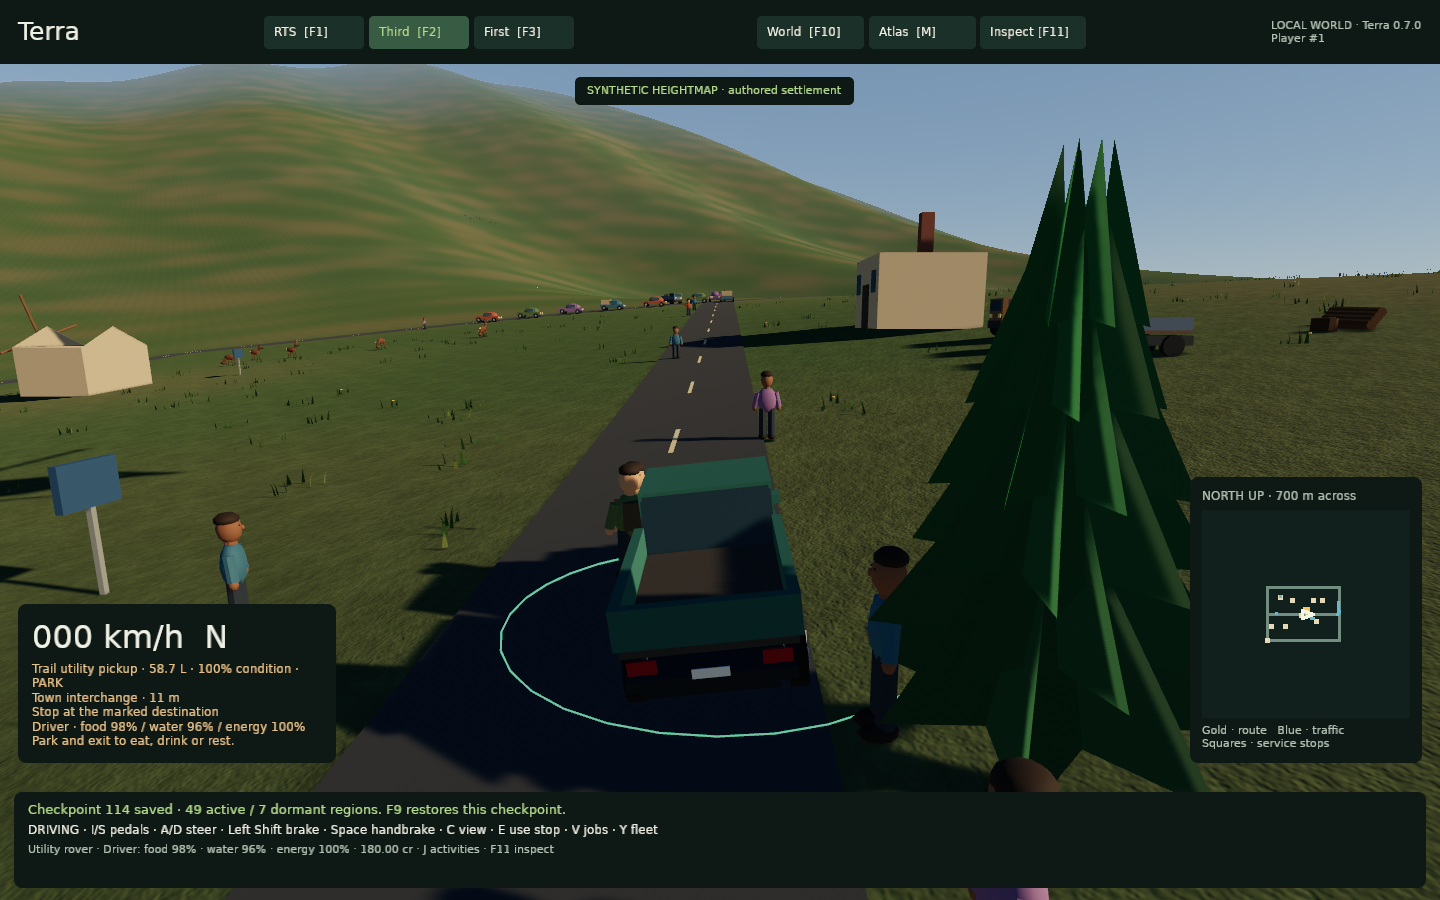 Terra
RTS [F1]
Third [F2]
First [F3]
World [F10]
Atlas [M]
Inspect [F11]
LOCAL WORLD · Terra 0.7.0
Player #1
SYNTHETIC HEIGHTMAP · authored settlement
NORTH UP · 700 m across
Gold · route Blue · traffic
Squares · service stops
000 km/h N
Trail utility pickup · 58.7 L · 100% condition ·
PARK
Town interchange · 11 m
Stop at the marked destination
Driver · food 98% / water 96% / energy 100%
Park and exit to eat, drink or rest.
Checkpoint 114 saved · 49 active / 7 dormant regions. F9 restores this checkpoint.
DRIVING · I/S pedals · A/D steer · Left Shift brake · Space handbrake · C view · E use stop · V jobs · Y fleet
Utility rover · Driver: food 98% · water 96% · energy 100% · 180.00 cr · J activities · F11 inspect